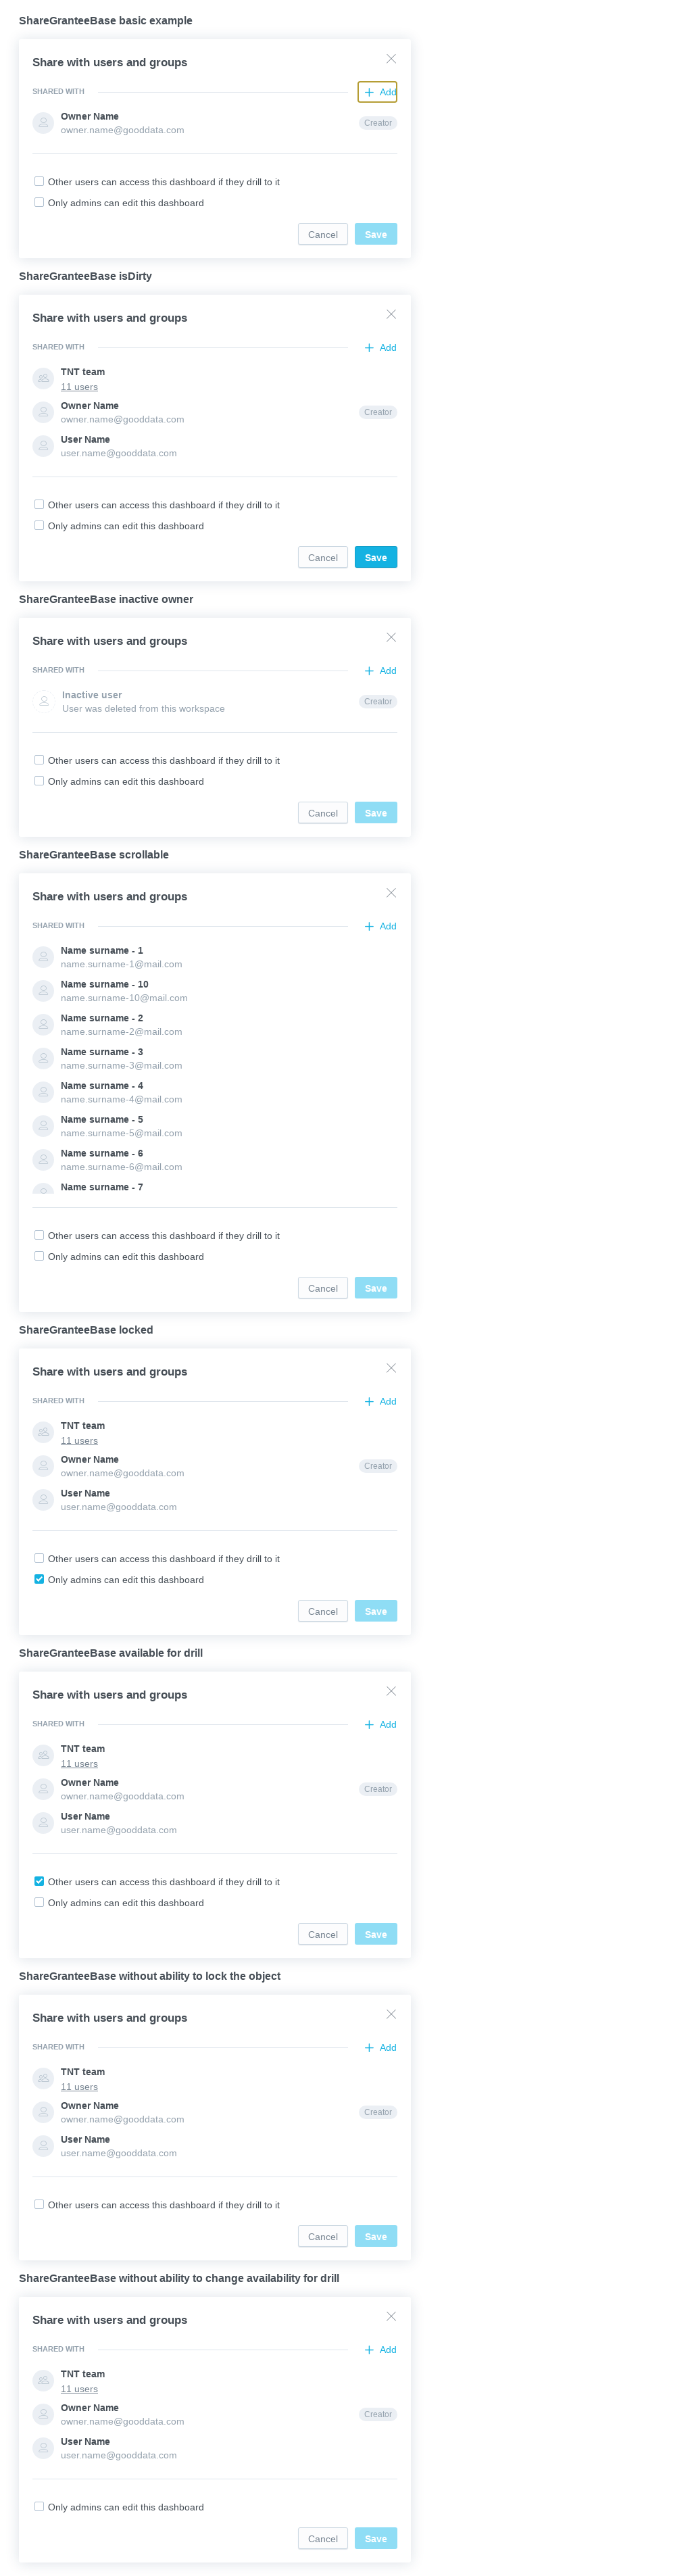 ShareGranteeBase basic example
Share with users and groups
SHARED WITH
Add
Owner Name
owner.name@gooddata.com
Creator
Other users can access this dashboard if they drill to it
Only admins can edit this dashboard
Cancel
Save
ShareGranteeBase isDirty
Share with users and groups
SHARED WITH
Add
TNT team
11 users
Owner Name
owner.name@gooddata.com
Creator
User Name
user.name@gooddata.com
Other users can access this dashboard if they drill to it
Only admins can edit this dashboard
Cancel
Save
ShareGranteeBase inactive owner
Share with users and groups
SHARED WITH
Add
Inactive user
User was deleted from this workspace
Creator
Other users can access this dashboard if they drill to it
Only admins can edit this dashboard
Cancel
Save
ShareGranteeBase scrollable
Share with users and groups
SHARED WITH
Add
Name surname - 1
name.surname-1@mail.com
Name surname - 10
name.surname-10@mail.com
Name surname - 2
name.surname-2@mail.com
Name surname - 3
name.surname-3@mail.com
Name surname - 4
name.surname-4@mail.com
Name surname - 5
name.surname-5@mail.com
Name surname - 6
name.surname-6@mail.com
Name surname - 7
Other users can access this dashboard if they drill to it
Only admins can edit this dashboard
Cancel
Save
ShareGranteeBase locked
Share with users and groups
SHARED WITH
Add
TNT team
11 users
Owner Name
owner.name@gooddata.com
Creator
User Name
user.name@gooddata.com
Other users can access this dashboard if they drill to it
Only admins can edit this dashboard
Cancel
Save
ShareGranteeBase available for drill
Share with users and groups
SHARED WITH
Add
TNT team
11 users
Owner Name
owner.name@gooddata.com
Creator
User Name
user.name@gooddata.com
Other users can access this dashboard if they drill to it
Only admins can edit this dashboard
Cancel
Save
ShareGranteeBase without ability to lock the object
Share with users and groups
SHARED WITH
Add
TNT team
11 users
Owner Name
owner.name@gooddata.com
Creator
User Name
user.name@gooddata.com
Other users can access this dashboard if they drill to it
Cancel
Save
ShareGranteeBase without ability to change availability for drill
Share with users and groups
SHARED WITH
Add
TNT team
11 users
Owner Name
owner.name@gooddata.com
Creator
User Name
user.name@gooddata.com
Only admins can edit this dashboard
Cancel
Save